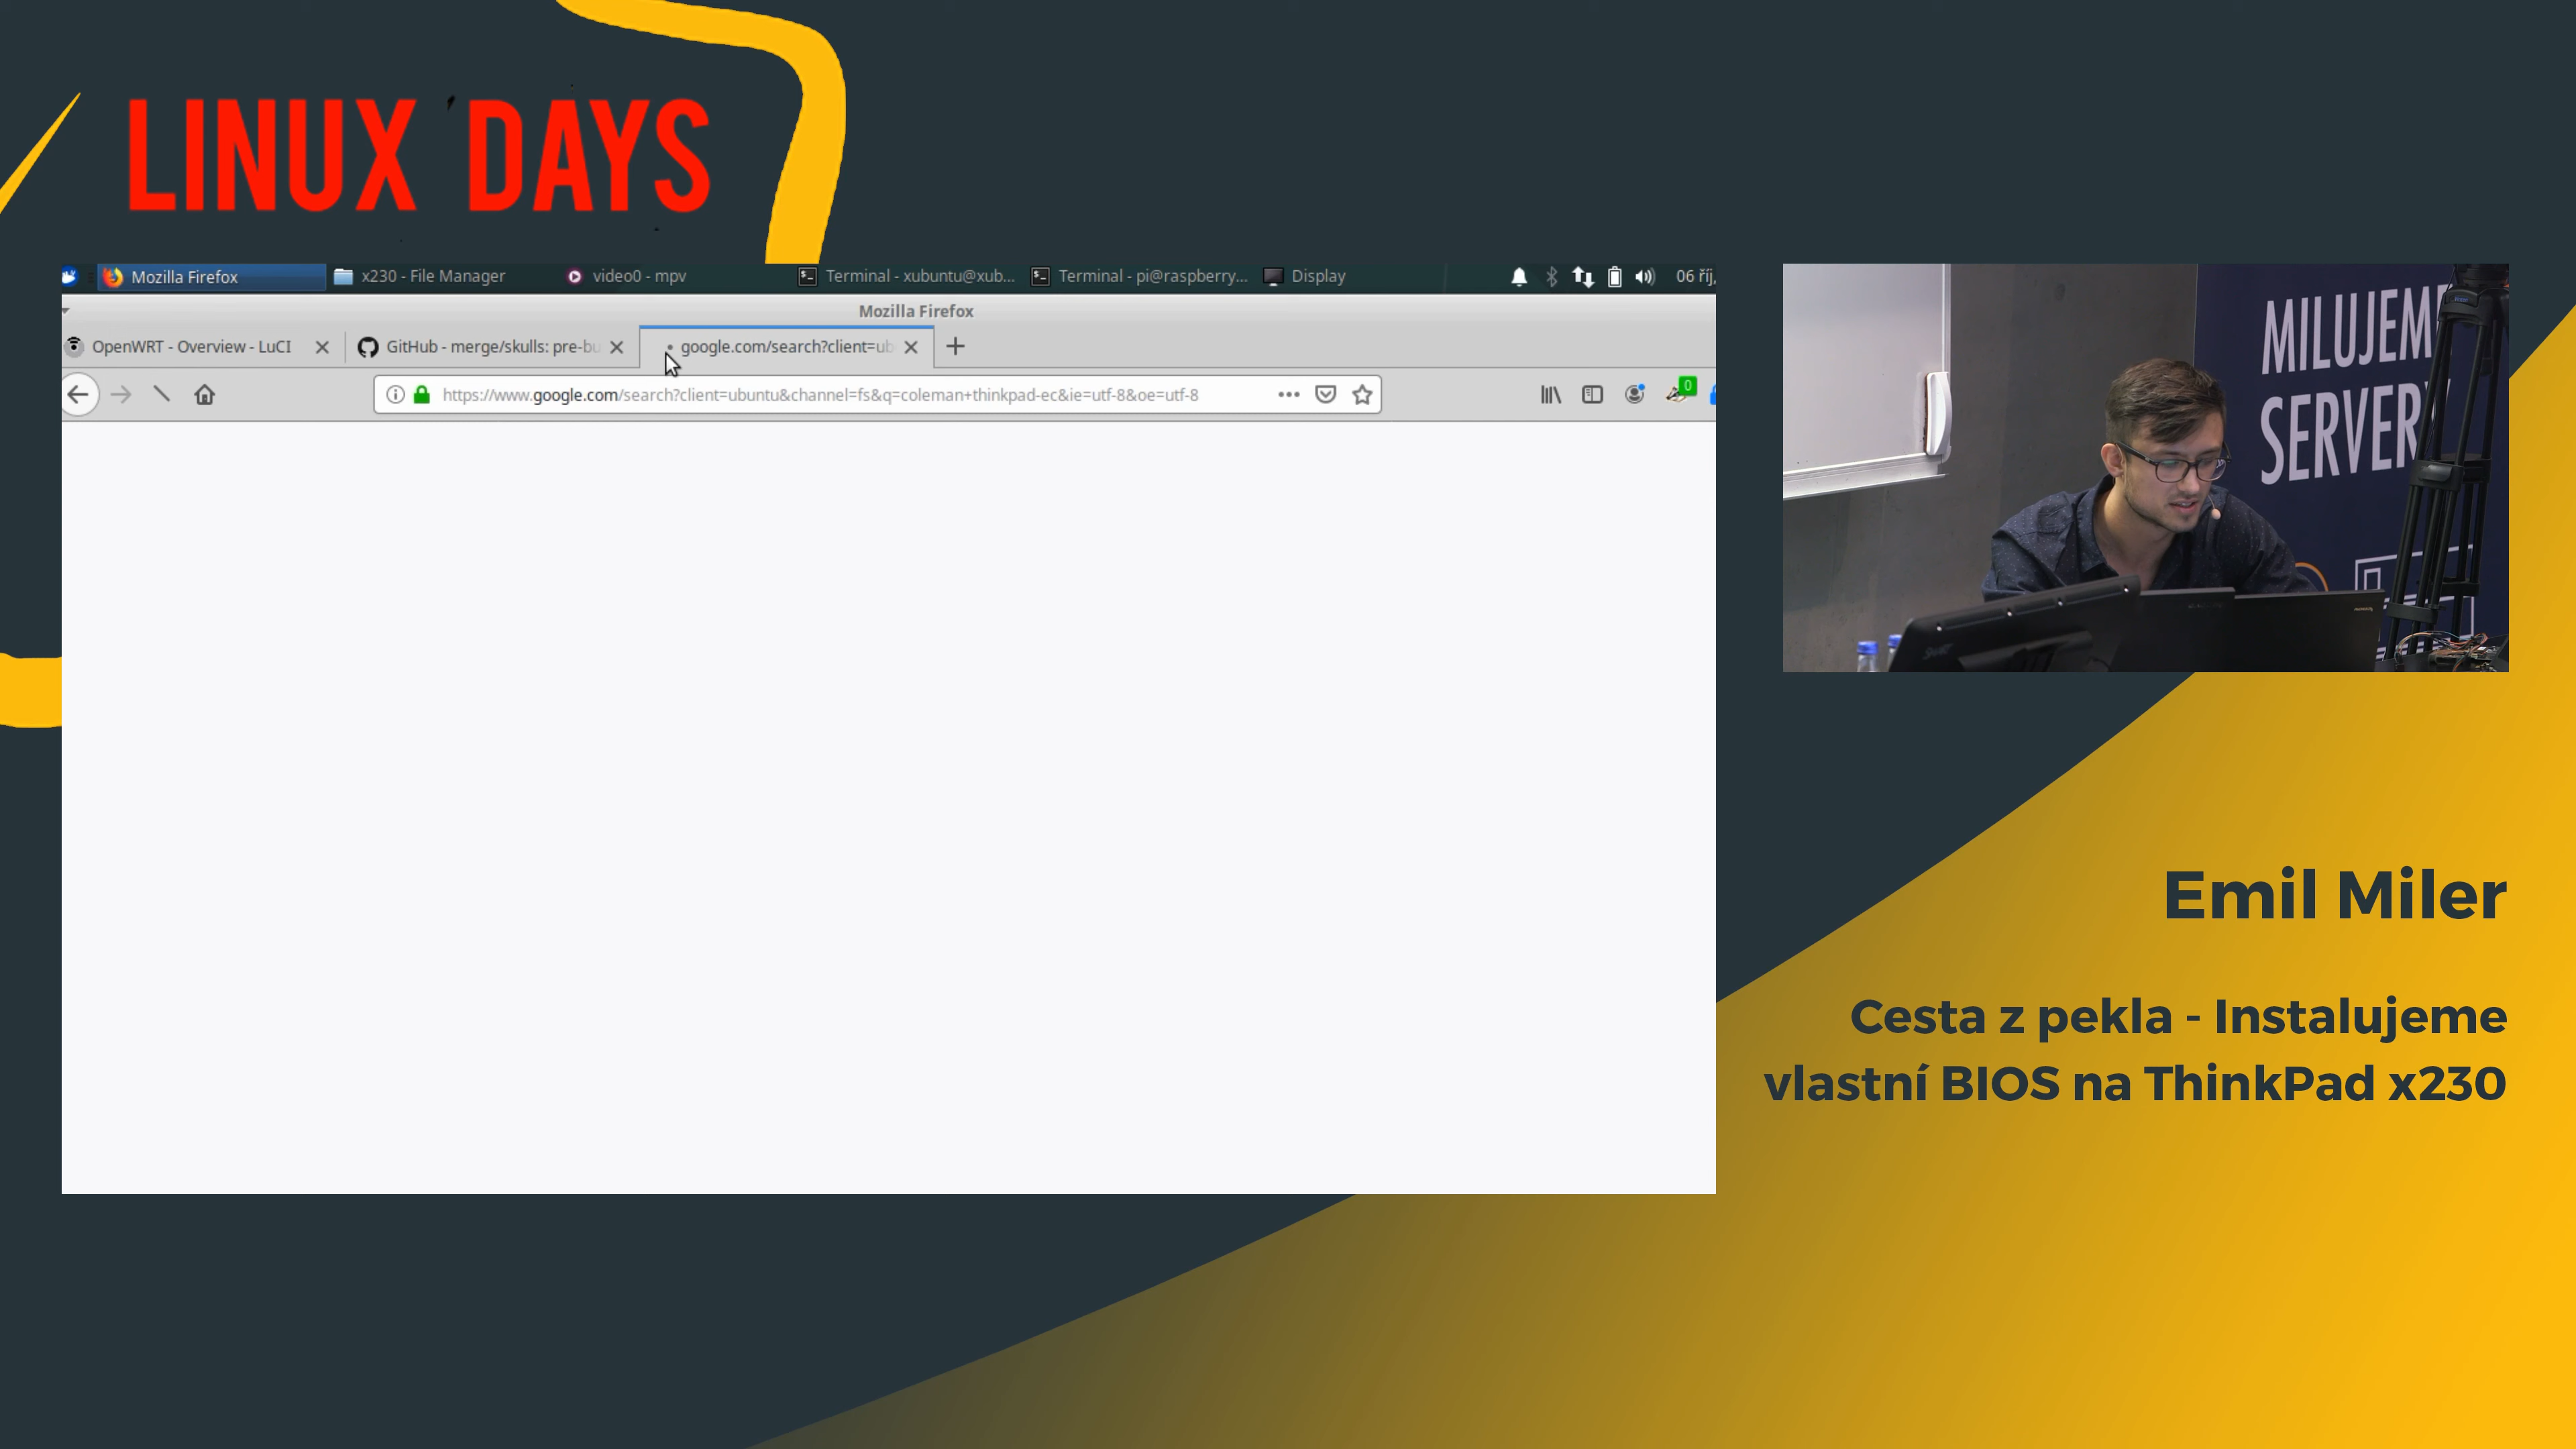 LINUX DAYS
Mozilla Firefox
x230 - File Manager
video0 - mpv
Terminal - xubuntu@xub...
Terminal - pi@raspberry...
Display
06 říj,
Mozilla Firefox
OpenWRT - Overview - LuCI
GitHub - merge/skulls: pre-bu
google.com/search?client=ub
https://www.google.com/search?client=ubuntu&channel=fs&q=coleman+thinkpad-ec&ie=utf-8&oe=utf-8
0
MILUJEM
SERVERY
Emil Miler
Cesta z pekla - Instalujeme
vlastní BIOS na ThinkPad x230